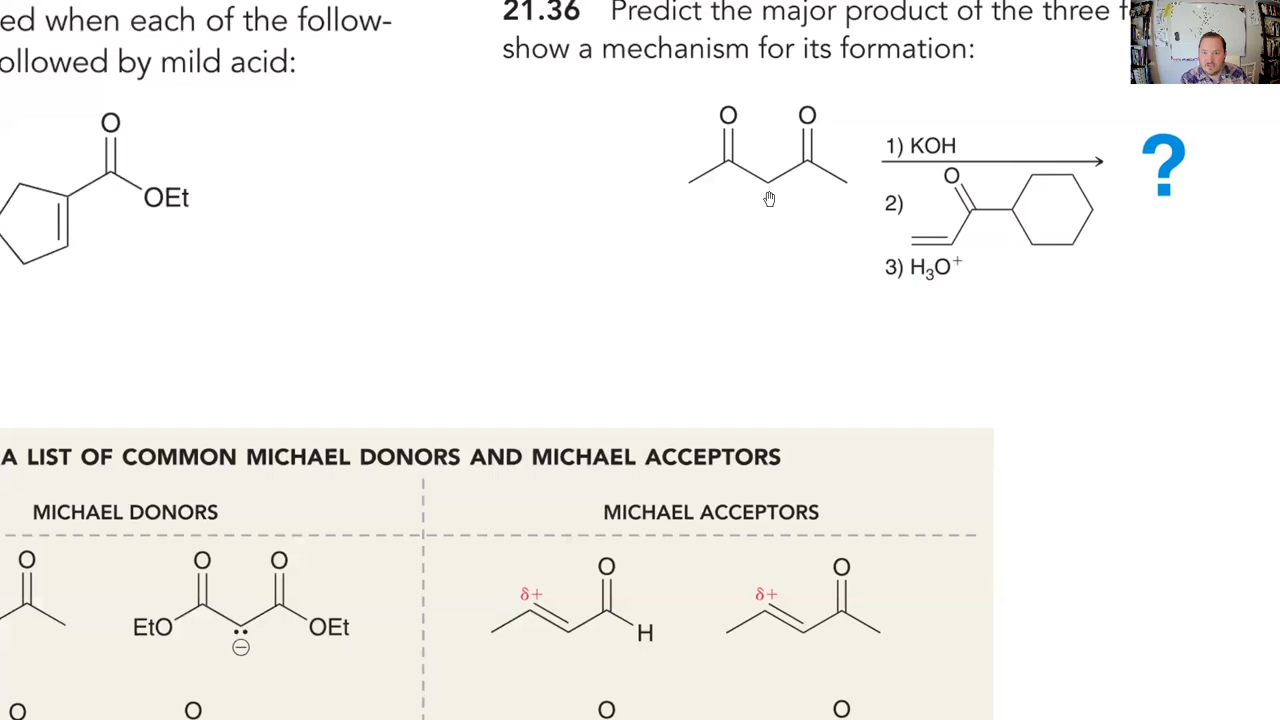 ed when each of the follow-
ollowed by mild acid:
O
OEt
21.36 Predict the major product of the three f
show a mechanism for its formation:
O O
1) KOH
O
2)
3) H₃O⁺
?
A LIST OF COMMON MICHAEL DONORS AND MICHAEL ACCEPTORS
MICHAEL DONORS
MICHAEL ACCEPTORS
O
O O
EtO OEt
δ+ O
H
δ+ O
O O
O O